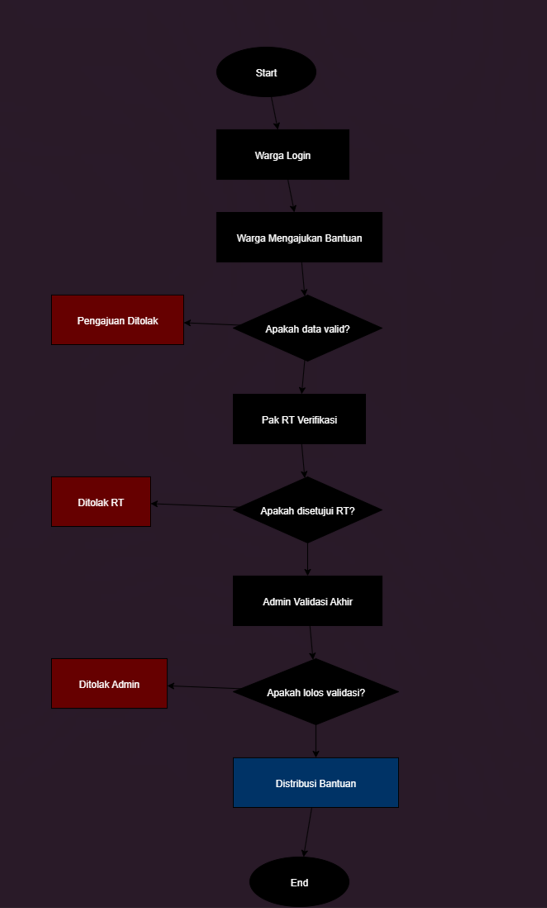 Start
Warga Login
Warga Mengajukan Bantuan
Pengajuan Ditolak
Apakah data valid?
Pak RT Verifikasi
Ditolak RT
Apakah disetujui RT?
Admin Validasi Akhir
Ditolak Admin
Apakah lolos validasi?
Distribusi Bantuan
End